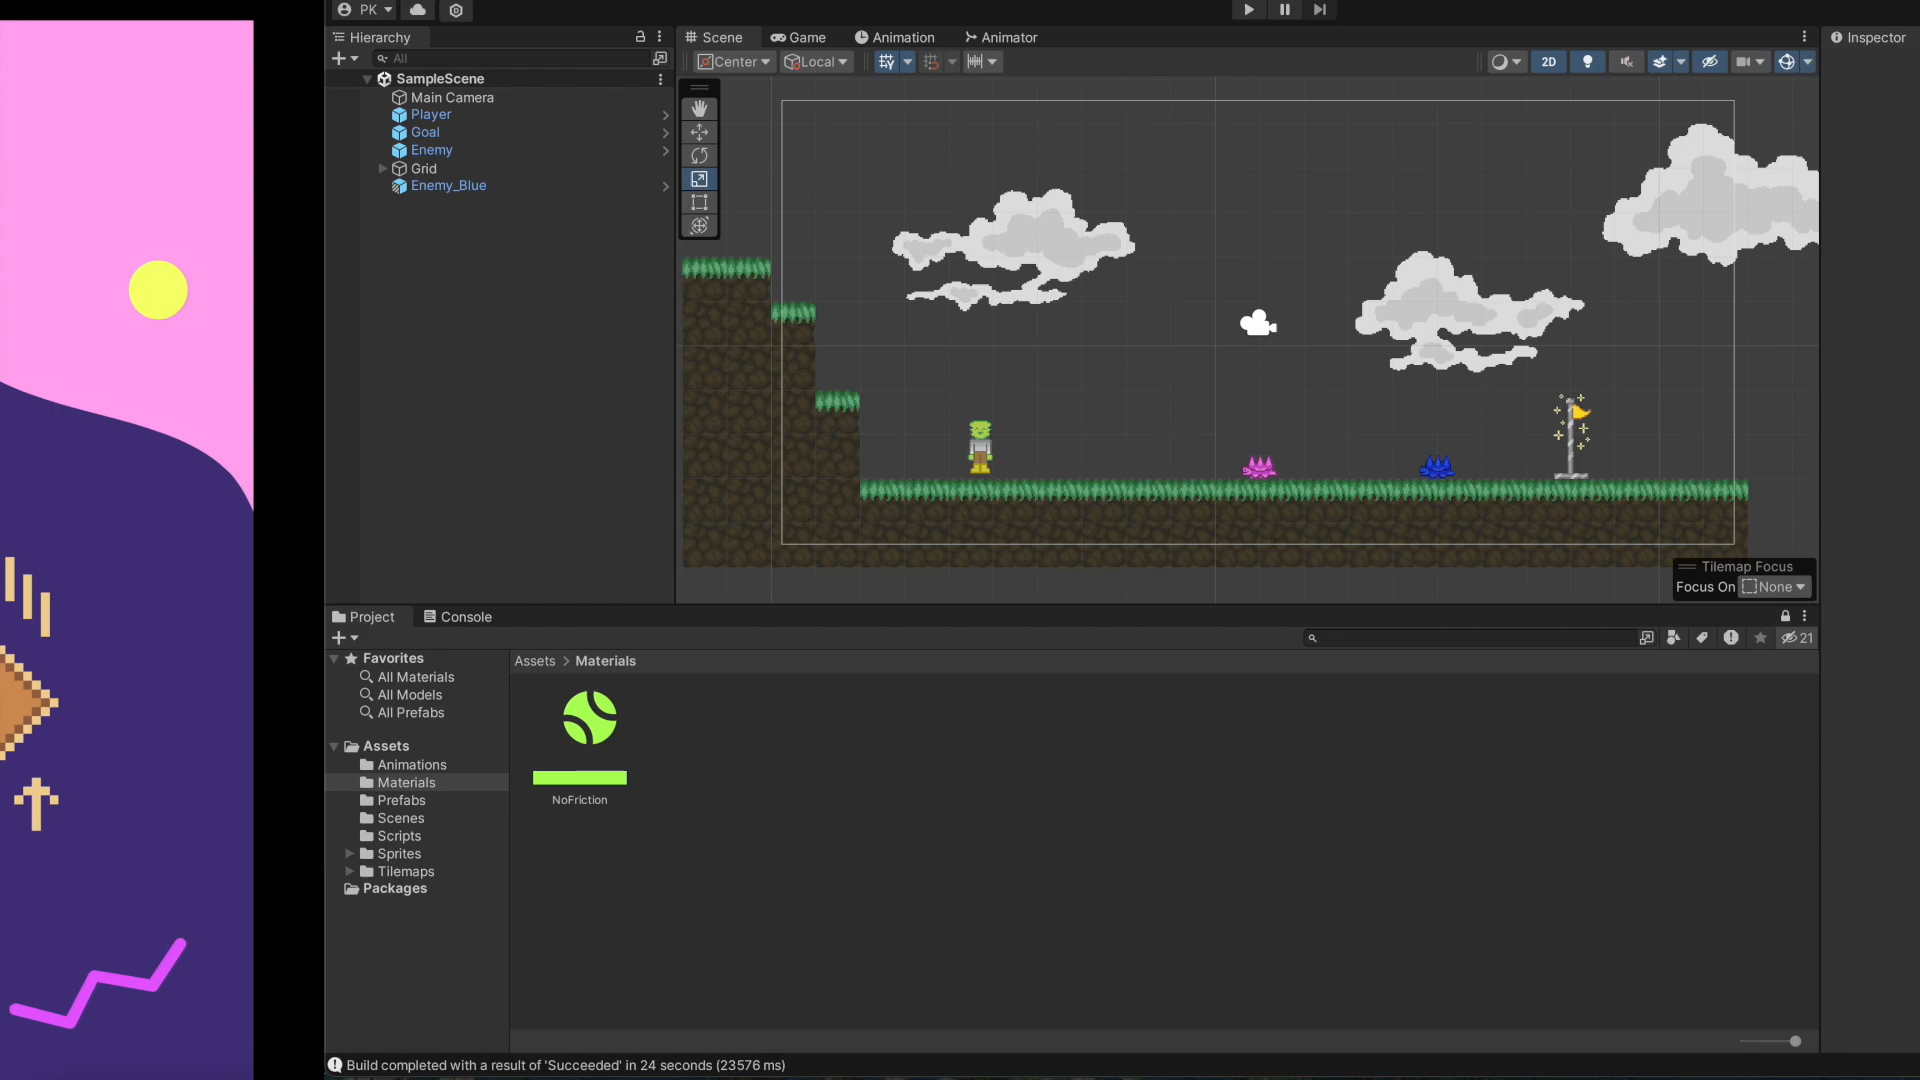 PK
Hierarchy
Scene
Game
Animation
Animator
Inspector
All
Center
Local
2D
SampleScene
Main Camera
Player
Goal
Enemy
Grid
Enemy_Blue
Tilemap Focus
Focus On
None
Project
Console
21
Favorites
All Materials
All Models
All Prefabs
Assets
Animations
Materials
Prefabs
Scenes
Scripts
Sprites
Tilemaps
Packages
Assets > Materials
NoFriction
Build completed with a result of 'Succeeded' in 24 seconds (23576 ms)